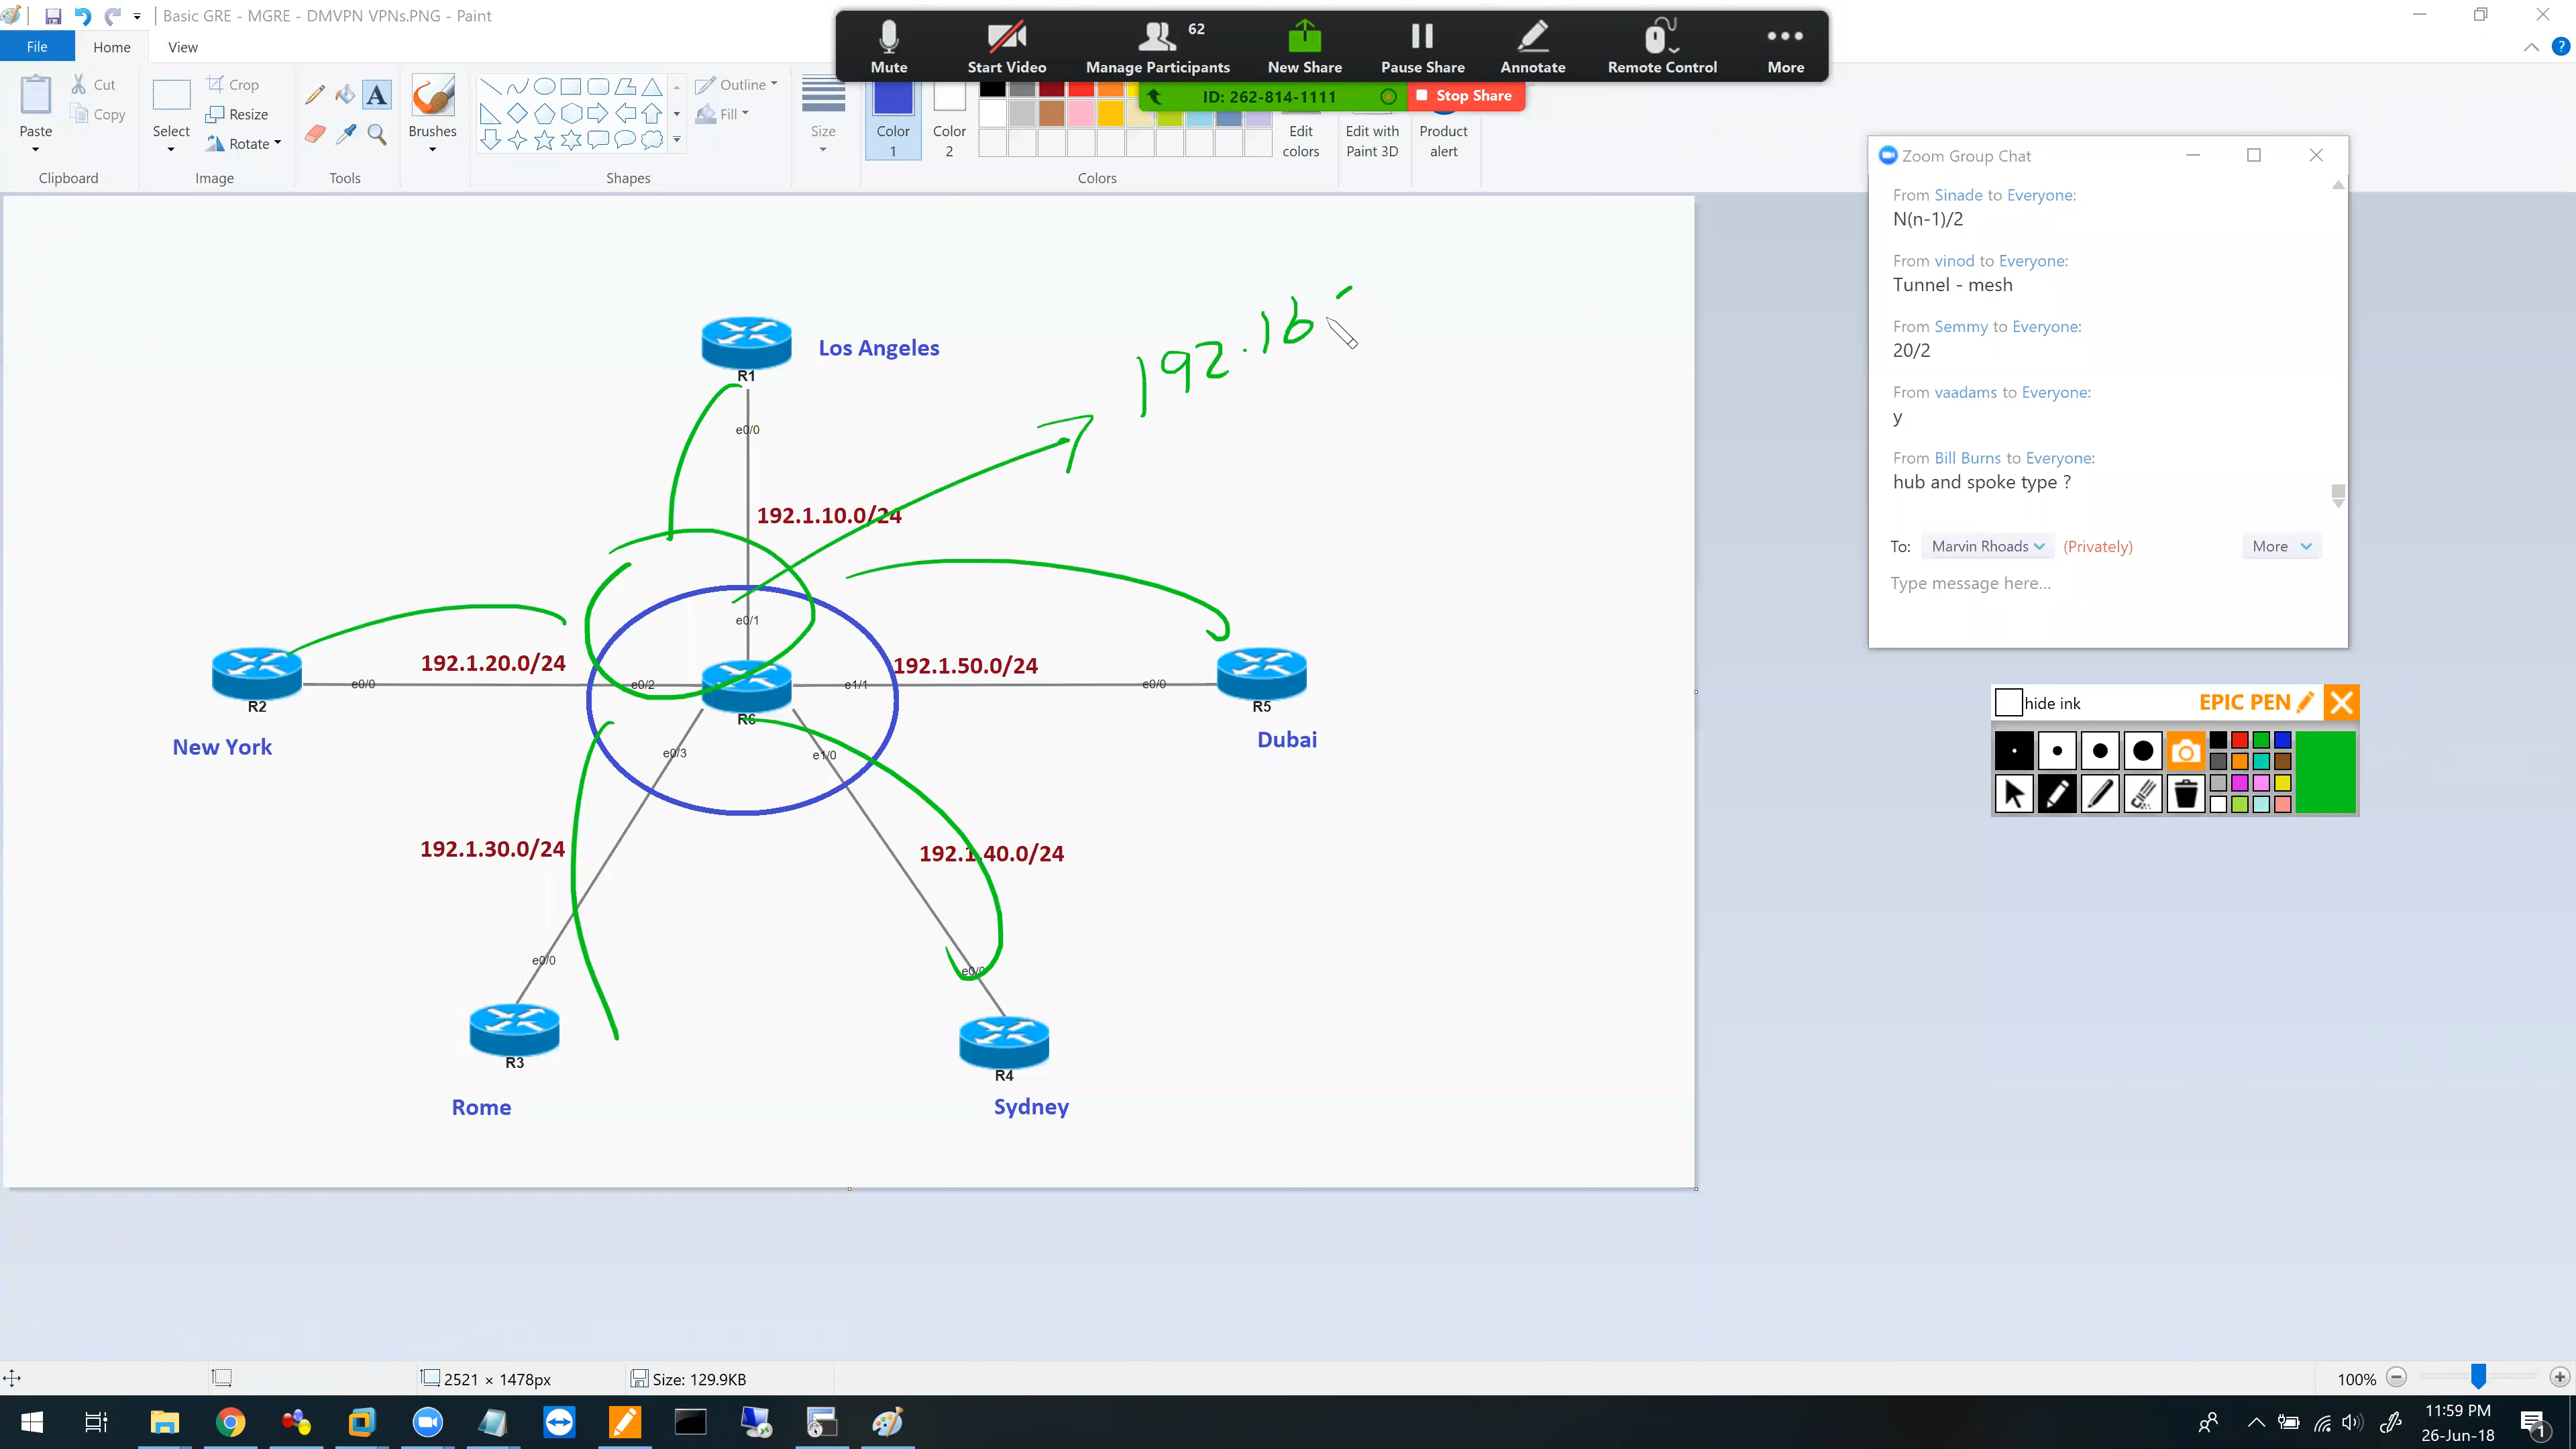 Basic GRE - MGRE - DMVPN VPNs.PNG - Paint
File Home View
Paste
Cut
Copy
Clipboard
Select
Crop
Resize
Rotate
Image
A
Tools
Brushes
Shapes
Outline
Fill
Size
Color 1
Color 2
Edit colors
Edit with Paint 3D
Product alert
Colors
Mute
Start Video
62
Manage Participants
New Share
Pause Share
Annotate
Remote Control
More
ID: 262-814-1111
Stop Share
?
Zoom Group Chat
From Sinade to Everyone:
N(n-1)/2
From vinod to Everyone:
Tunnel - mesh
From Semmy to Everyone:
20/2
From vaadams to Everyone:
y
From Bill Burns to Everyone:
hub and spoke type ?
To: Marvin Rhoads (Privately) More
Type message here...
hide ink EPIC PEN
192.16
R1
Los Angeles
e0/0
192.1.10.0/24
e0/1
R2
New York
e0/0
192.1.20.0/24
e0/2
R6
e1/1
192.1.50.0/24
e0/0
R5
Dubai
e0/3
e1/0
192.1.30.0/24
192.1.40.0/24
e0/0
e0/0
R3
Rome
R4
Sydney
2521 × 1478px
Size: 129.9KB
100%
11:59 PM
26-Jun-18
1